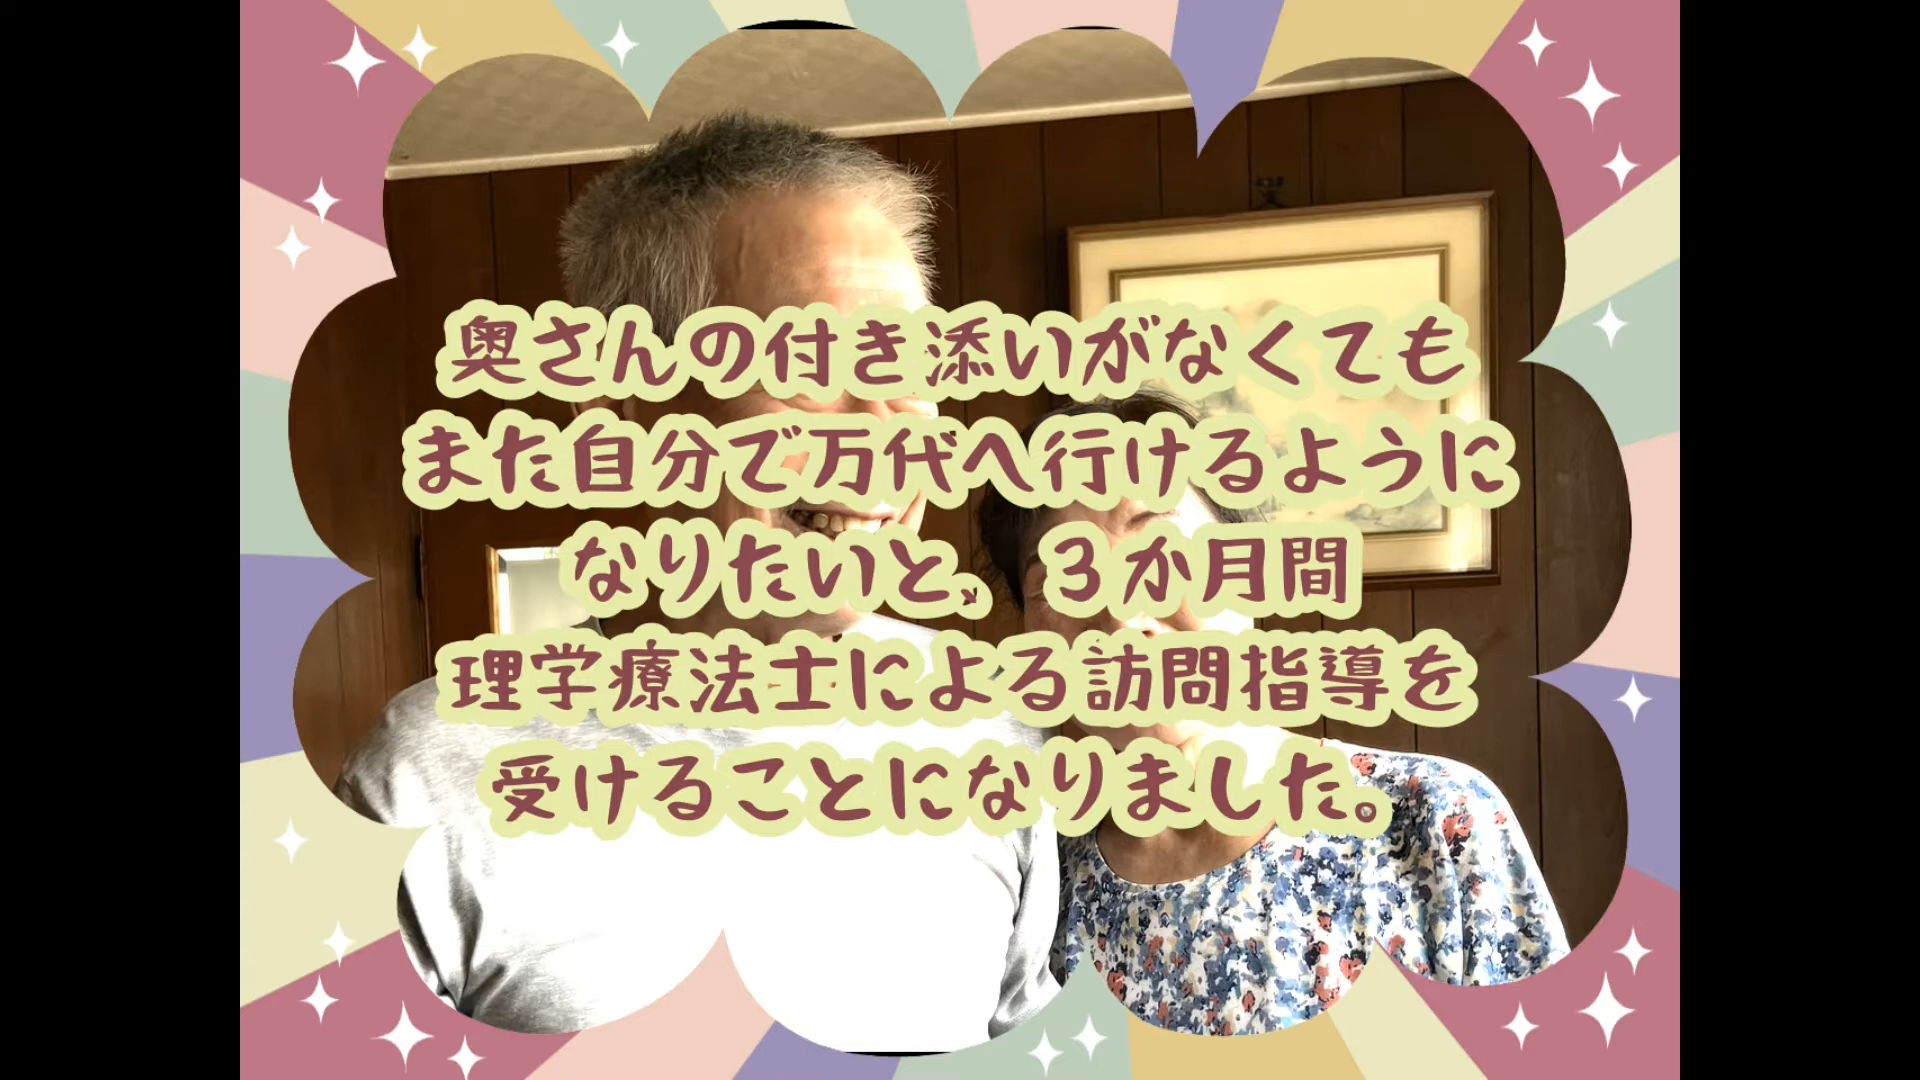 奥さんの付き添いがなくても
また自分で万代へ行けるように
なりたいと、３か月間
理学療法士による訪問指導を
受けることになりました。